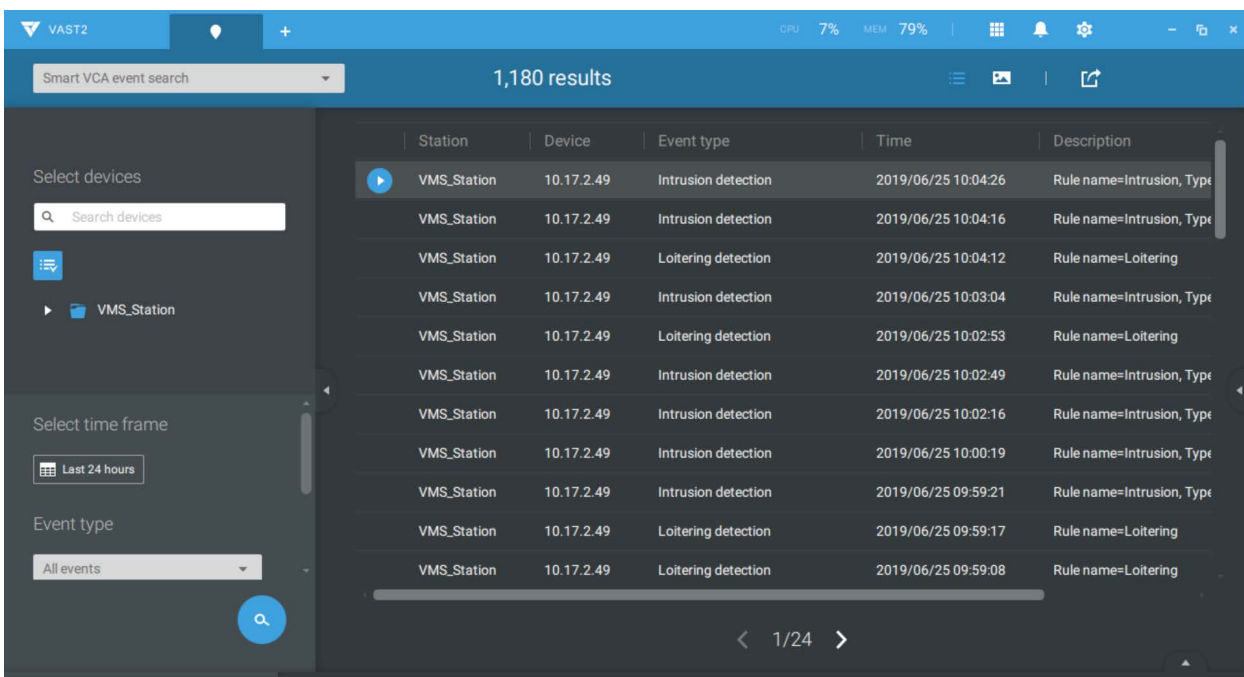 VAST2
+
CPU 7% MEM 79%
Smart VCA event search
1,180 results
Select devices
Search devices
VMS_Station
Select time frame
Last 24 hours
Event type
All events
Station Device Event type Time Description
VMS_Station 10.17.2.49 Intrusion detection 2019/06/25 10:04:26 Rule name=Intrusion, Type
VMS_Station 10.17.2.49 Intrusion detection 2019/06/25 10:04:16 Rule name=Intrusion, Type
VMS_Station 10.17.2.49 Loitering detection 2019/06/25 10:04:12 Rule name=Loitering
VMS_Station 10.17.2.49 Intrusion detection 2019/06/25 10:03:04 Rule name=Intrusion, Type
VMS_Station 10.17.2.49 Loitering detection 2019/06/25 10:02:53 Rule name=Loitering
VMS_Station 10.17.2.49 Intrusion detection 2019/06/25 10:02:49 Rule name=Intrusion, Type
VMS_Station 10.17.2.49 Intrusion detection 2019/06/25 10:02:16 Rule name=Intrusion, Type
VMS_Station 10.17.2.49 Intrusion detection 2019/06/25 10:00:19 Rule name=Intrusion, Type
VMS_Station 10.17.2.49 Intrusion detection 2019/06/25 09:59:21 Rule name=Intrusion, Type
VMS_Station 10.17.2.49 Loitering detection 2019/06/25 09:59:17 Rule name=Loitering
VMS_Station 10.17.2.49 Loitering detection 2019/06/25 09:59:08 Rule name=Loitering
1/24